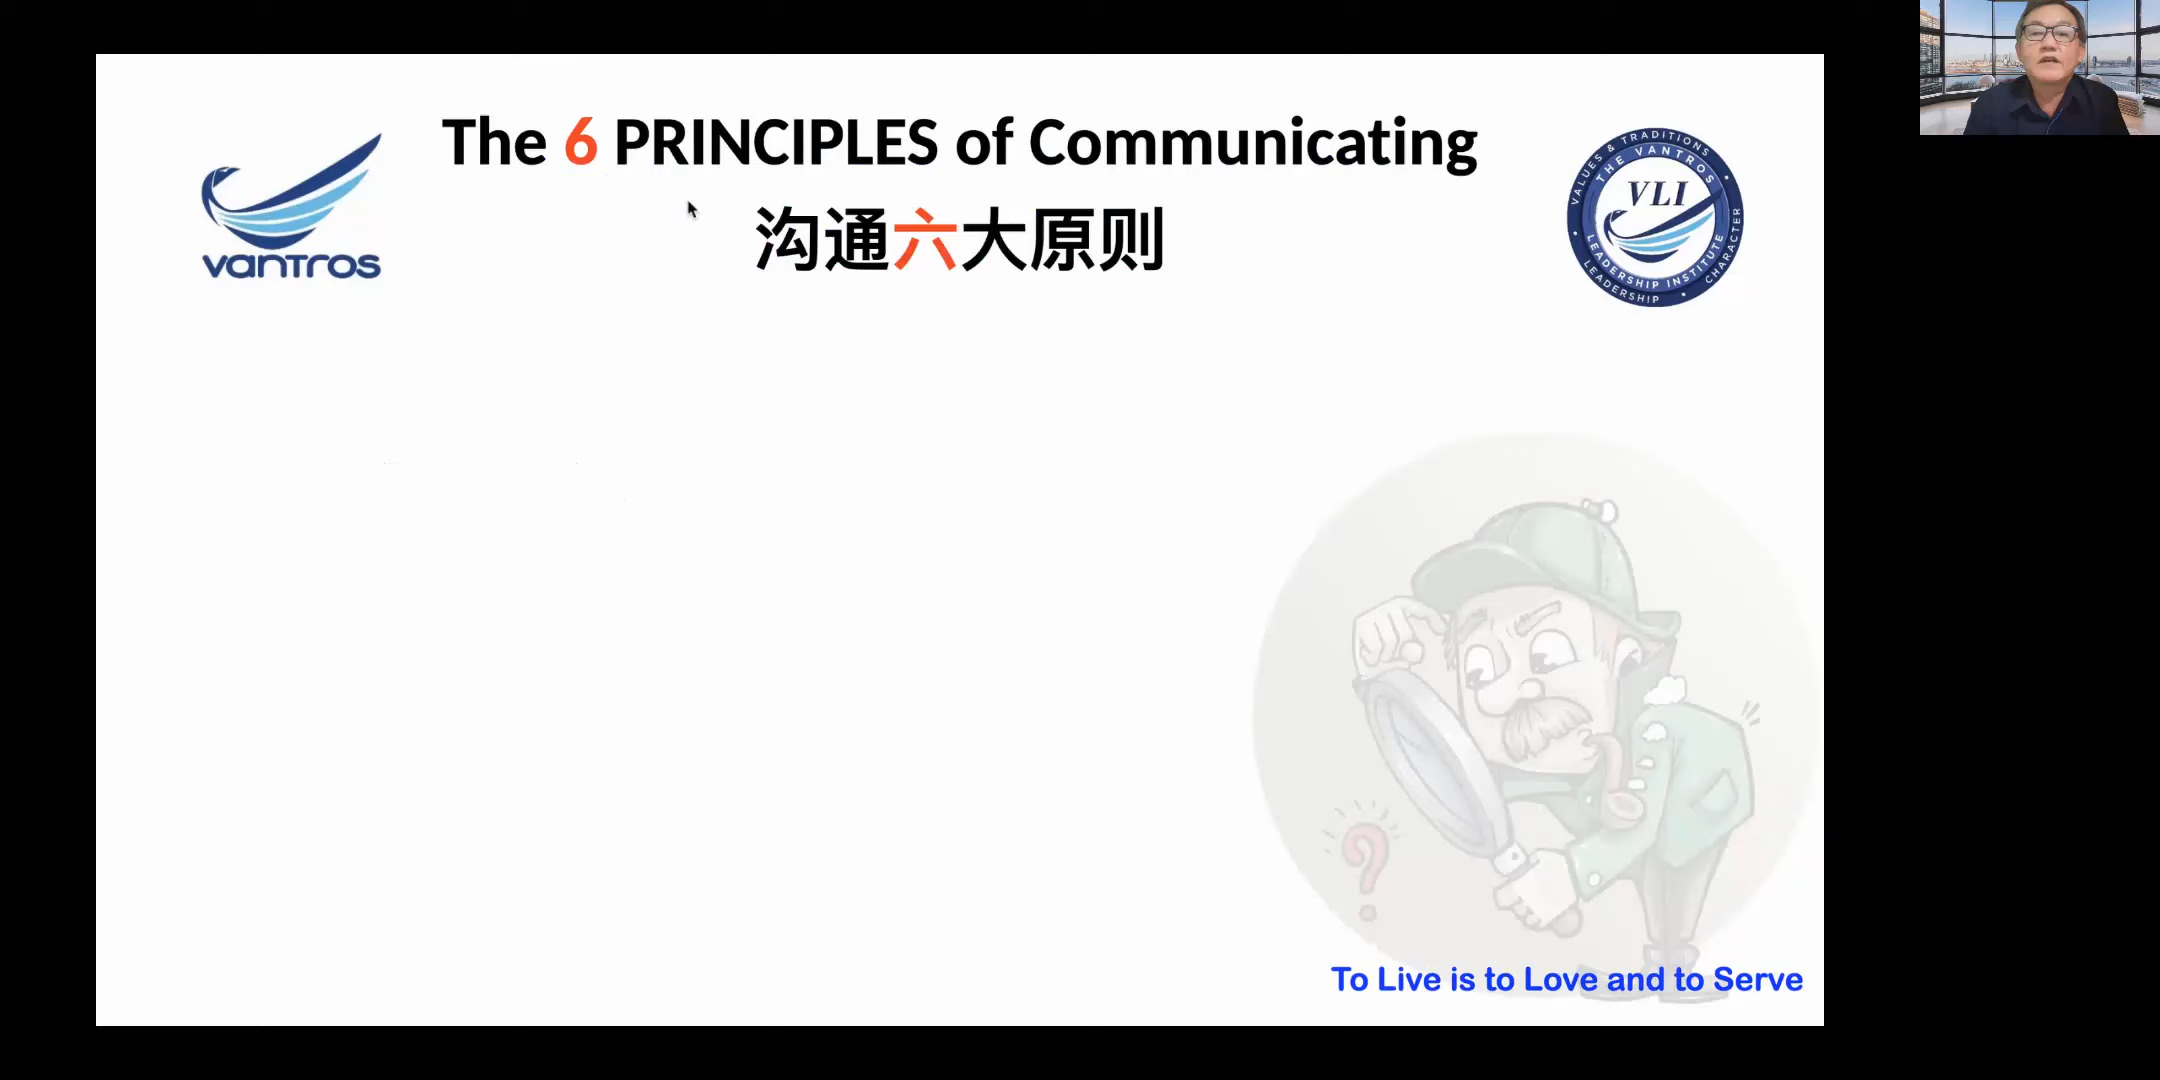 The 6 PRINCIPLES of Communicating
沟通六大原则
vantros
VALUES & TRADITIONS
THE VANTROS
VLI
LEADERSHIP INSTITUTE
LEADERSHIP
CHARACTER
?
To Live is to Love and to Serve